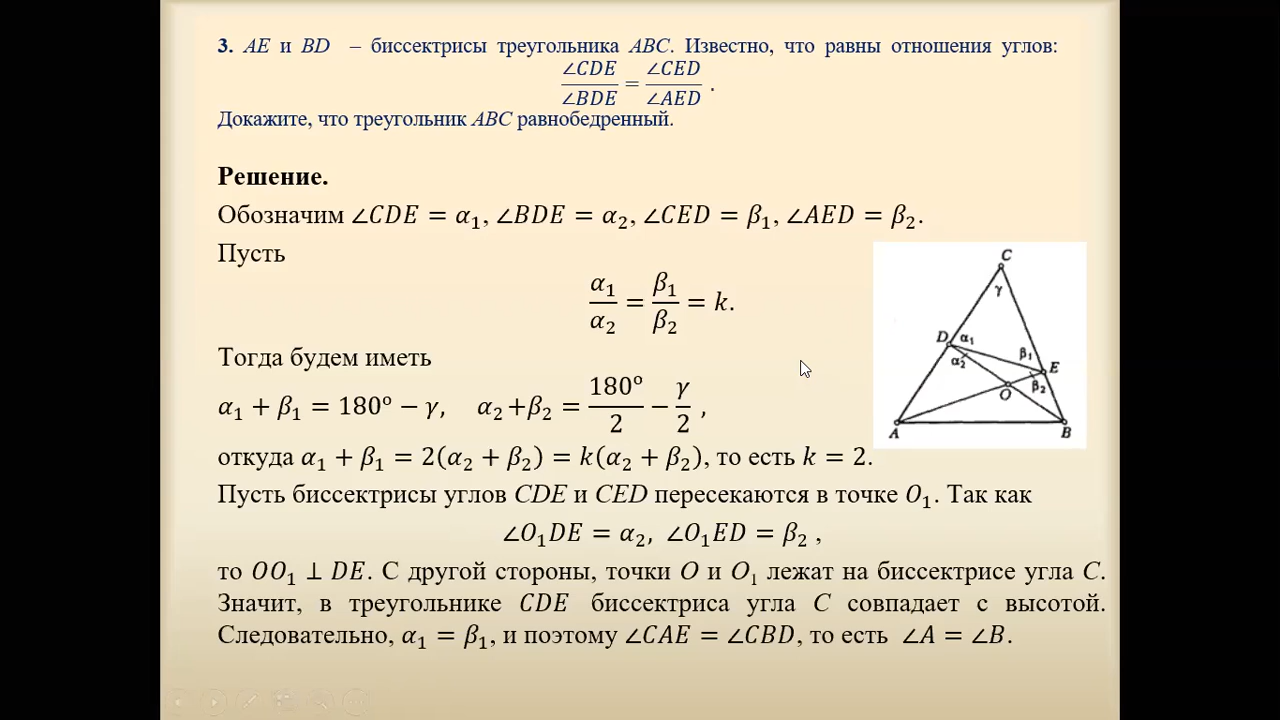 3. AE и BD – биссектрисы треугольника ABC. Известно, что равны отношения углов:
∠CDE/∠BDE = ∠CED/∠AED .
Докажите, что треугольник ABC равнобедренный.
Решение.
Обозначим ∠CDE = α₁, ∠BDE = α₂, ∠CED = β₁, ∠AED = β₂.
Пусть
α₁/α₂ = β₁/β₂ = k.
Тогда будем иметь
α₁ + β₁ = 180° − γ, α₂+β₂ = 180°/2 − γ/2 ,
откуда α₁ + β₁ = 2(α₂ + β₂) = k(α₂ + β₂), то есть k = 2.
Пусть биссектрисы углов CDE и CED пересекаются в точке O₁. Так как
∠O₁DE = α₂, ∠O₁ED = β₂ ,
то OO₁ ⊥ DE. С другой стороны, точки O и O₁ лежат на биссектрисе угла C.
Значит, в треугольнике CDE биссектриса угла C совпадает с высотой.
Следовательно, α₁ = β₁, и поэтому ∠CAE = ∠CBD, то есть ∠A = ∠B.
C
γ
D α₁
β₁ E
α₂ β₂
O
A B